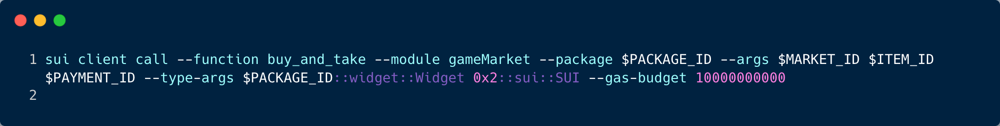 1 sui client call --function buy_and_take --module gameMarket --package $PACKAGE_ID --args $MARKET_ID $ITEM_ID
$PAYMENT_ID --type-args $PACKAGE_ID::widget::Widget 0x2::sui::SUI --gas-budget 10000000000
2